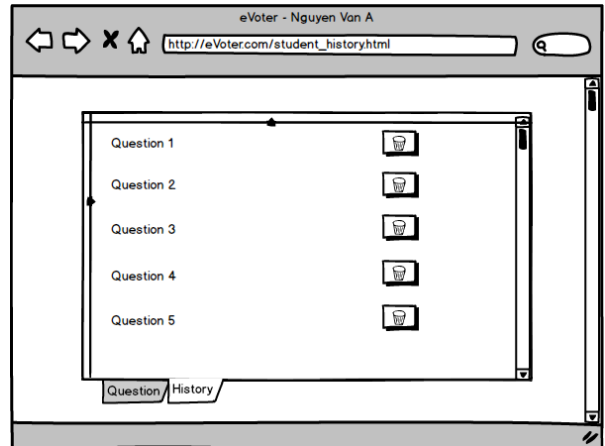 eVoter - Nguyen Van A
http://eVoter.com/student_history.html
Question 1
Question 2
Question 3
Question 4
Question 5
Question
History